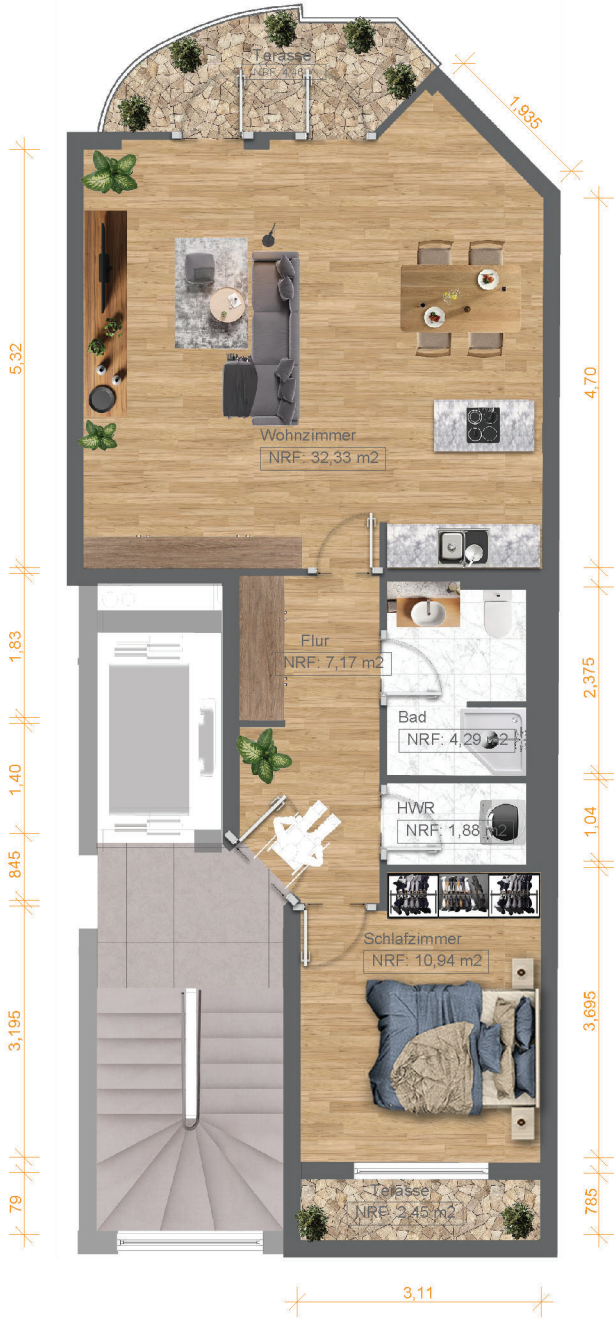 Terasse
NRF:
1,935
5,32
4,70
Wohnzimmer
NRF: 32,33 m2
1,83
Flur
NRF: 7,17 m2
2,375
Bad
NRF: 4,29 m2
1,40
HWR
NRF: 1,88 m2
1,04
845
Schlafzimmer
NRF: 10,94 m2
3,195
3,695
Terasse
NRF: 2,45 m2
79
785
3,11